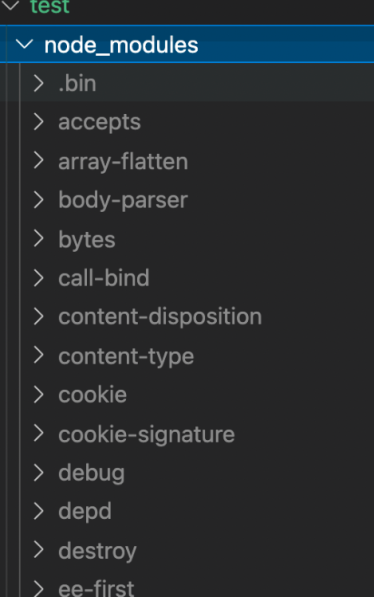 test
node_modules
.bin
accepts
array-flatten
body-parser
bytes
call-bind
content-disposition
content-type
cookie
cookie-signature
debug
depd
destroy
ee-first